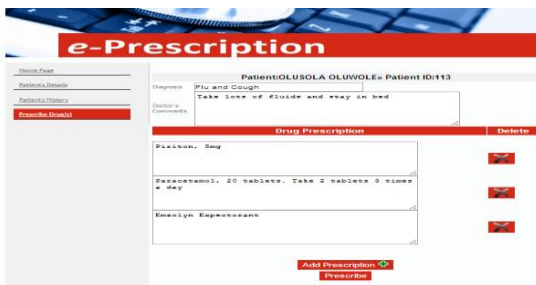 e-Prescription
Home Page
Patient's Details
Patient's History
Prescribe Drug(s)
Patient:OLUSOLA OLUWOLE» Patient ID:113
Diagnosis Flu and Cough
Doctor's Comments
Take lots of fluids and stay in bed
Drug Prescription Delete
Piriton, 5mg
Paracetamol, 20 tablets. Take 2 tablets 3 times
a day
Emzolyn Expectorant
Add Prescription
Prescribe